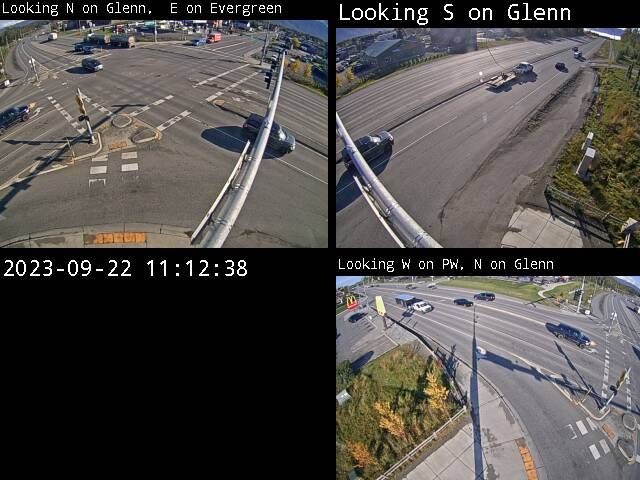 Looking N on Glenn,  E on Evergreen
Looking S on Glenn
2023-09-22 11:12:38
Looking W on PW, N on Glenn